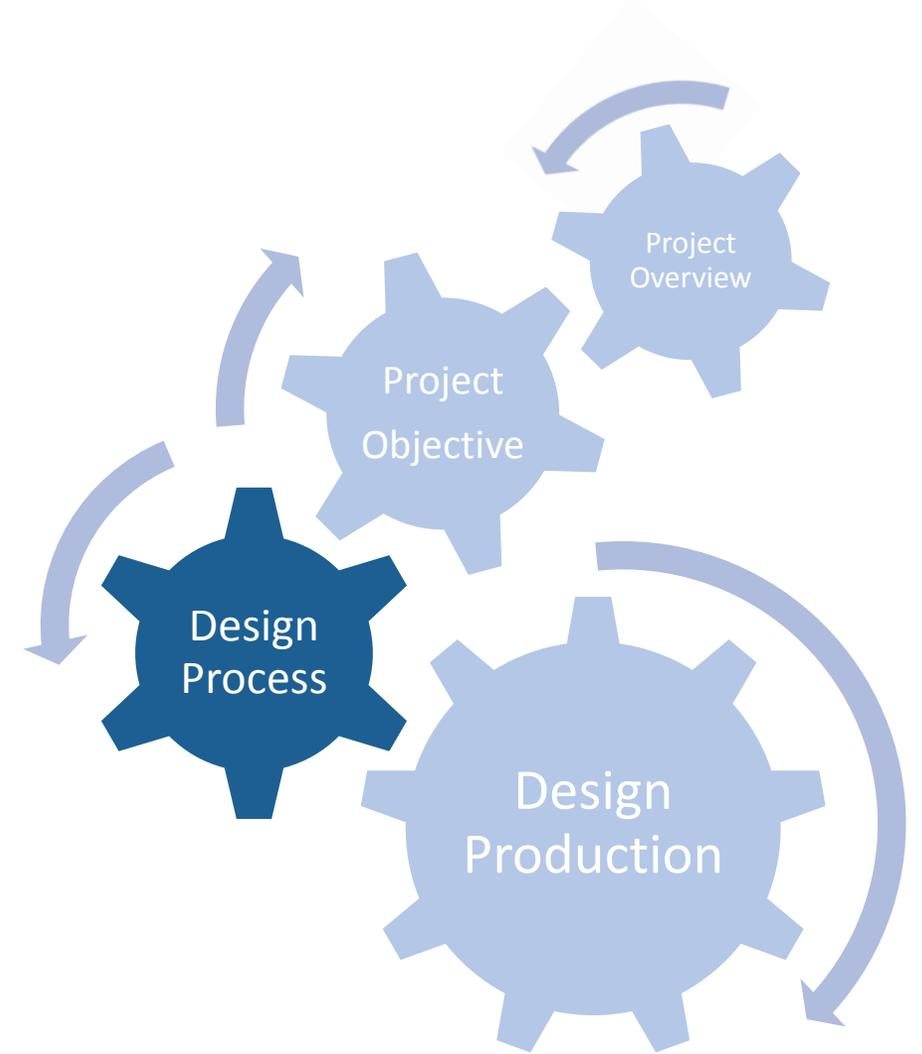 Project
Overview
Project
Objective
Design
Process
Design
Production